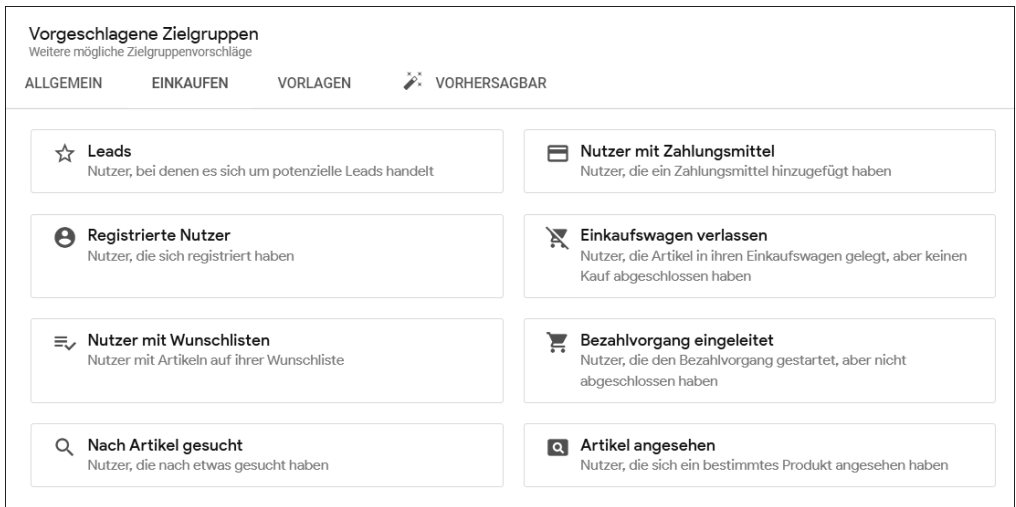 Vorgeschlagene Zielgruppen
Weitere mögliche Zielgruppenvorschläge
ALLGEMEIN EINKAUFEN VORLAGEN VORHERSAGBAR
Leads
Nutzer, bei denen es sich um potenzielle Leads handelt
Nutzer mit Zahlungsmittel
Nutzer, die ein Zahlungsmittel hinzugefügt haben
Registrierte Nutzer
Nutzer, die sich registriert haben
Einkaufswagen verlassen
Nutzer, die Artikel in ihren Einkaufswagen gelegt, aber keinen
Kauf abgeschlossen haben
Nutzer mit Wunschlisten
Nutzer mit Artikeln auf ihrer Wunschliste
Bezahlvorgang eingeleitet
Nutzer, die den Bezahlvorgang gestartet, aber nicht
abgeschlossen haben
Nach Artikel gesucht
Nutzer, die nach etwas gesucht haben
Artikel angesehen
Nutzer, die sich ein bestimmtes Produkt angesehen haben